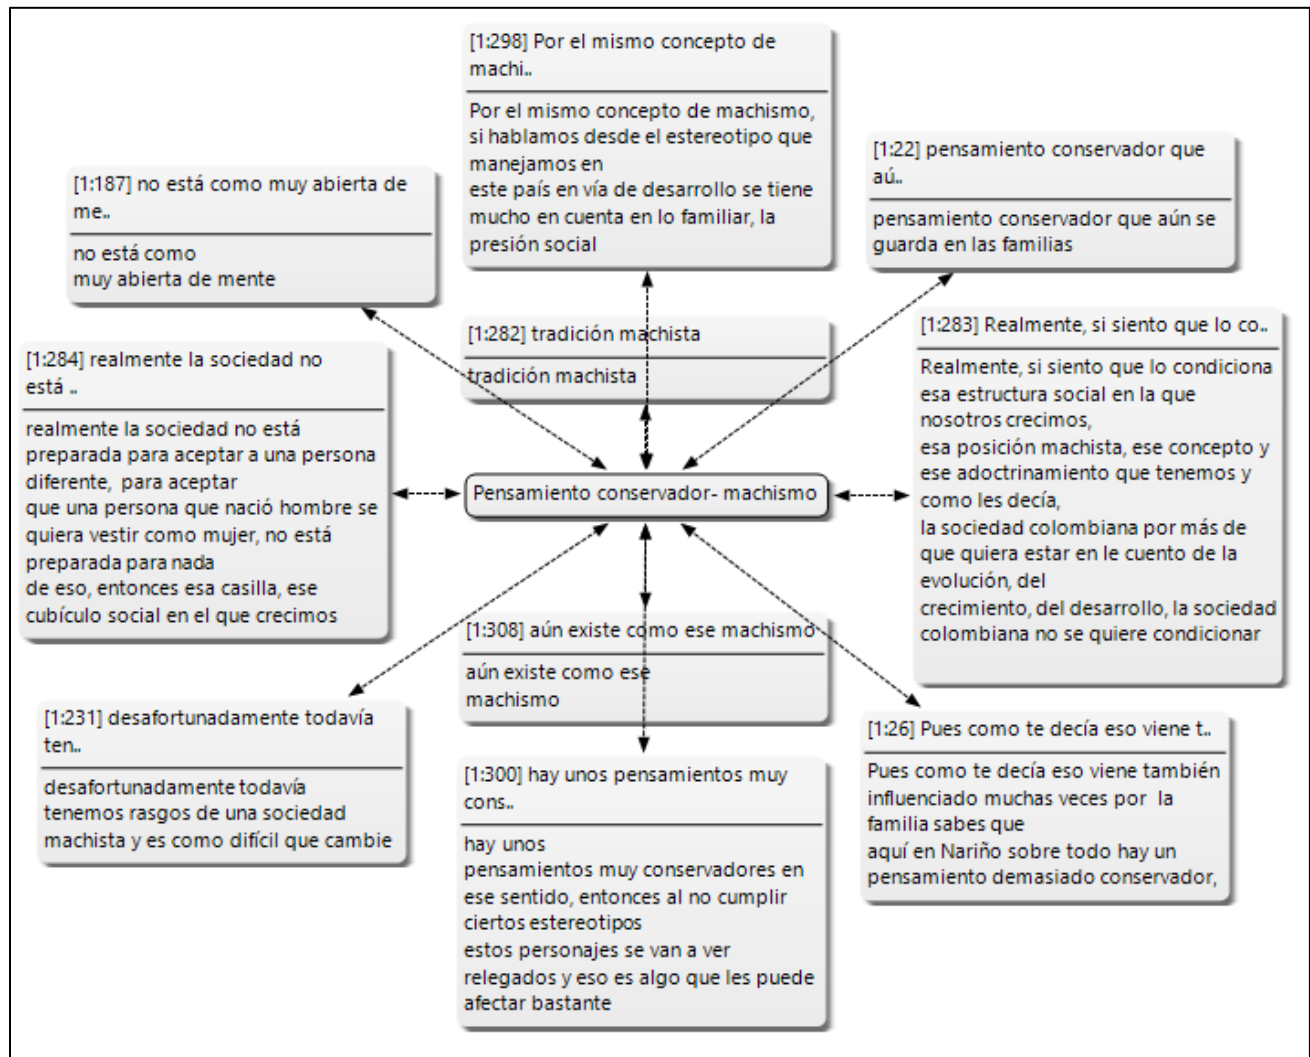 [1:298] Por el mismo concepto de
machi..
Por el mismo concepto de machismo,
si hablamos desde el estereotipo que
manejamos en
este país en vía de desarrollo se tiene
mucho en cuenta en lo familiar, la
presión social
[1:22] pensamiento conservador que
aú..
pensamiento conservador que aún se
guarda en las familias
[1:187] no está como muy abierta de
me..
no está como
muy abierta de mente
[1:282] tradición machista
tradición machista
[1:283] Realmente, si siento que lo co..
Realmente, si siento que lo condiciona
esa estructura social en la que
nosotros crecimos,
esa posición machista, ese concepto y
ese adoctrinamiento que tenemos y
como les decía,
la sociedad colombiana por más de
que quiera estar en le cuento de la
evolución, del
crecimiento, del desarrollo, la sociedad
colombiana no se quiere condicionar
[1:284] realmente la sociedad no
está ..
realmente la sociedad no está
preparada para aceptar a una persona
diferente, para aceptar
que una persona que nació hombre se
quiera vestir como mujer, no está
preparada para nada
de eso, entonces esa casilla, ese
cubículo social en el que crecimos
Pensamiento conservador- machismo
[1:308] aún existe como ese machismo
aún existe como ese
machismo
[1:231] desafortunadamente todavía
ten..
desafortunadamente todavía
tenemos rasgos de una sociedad
machista y es como difícil que cambie
[1:300] hay unos pensamientos muy
cons..
hay unos
pensamientos muy conservadores en
ese sentido, entonces al no cumplir
ciertos estereotipos
estos personajes se van a ver
relegados y eso es algo que les puede
afectar bastante
[1:26] Pues como te decía eso viene t..
Pues como te decía eso viene también
influenciado muchas veces por la
familia sabes que
aquí en Nariño sobre todo hay un
pensamiento demasiado conservador,